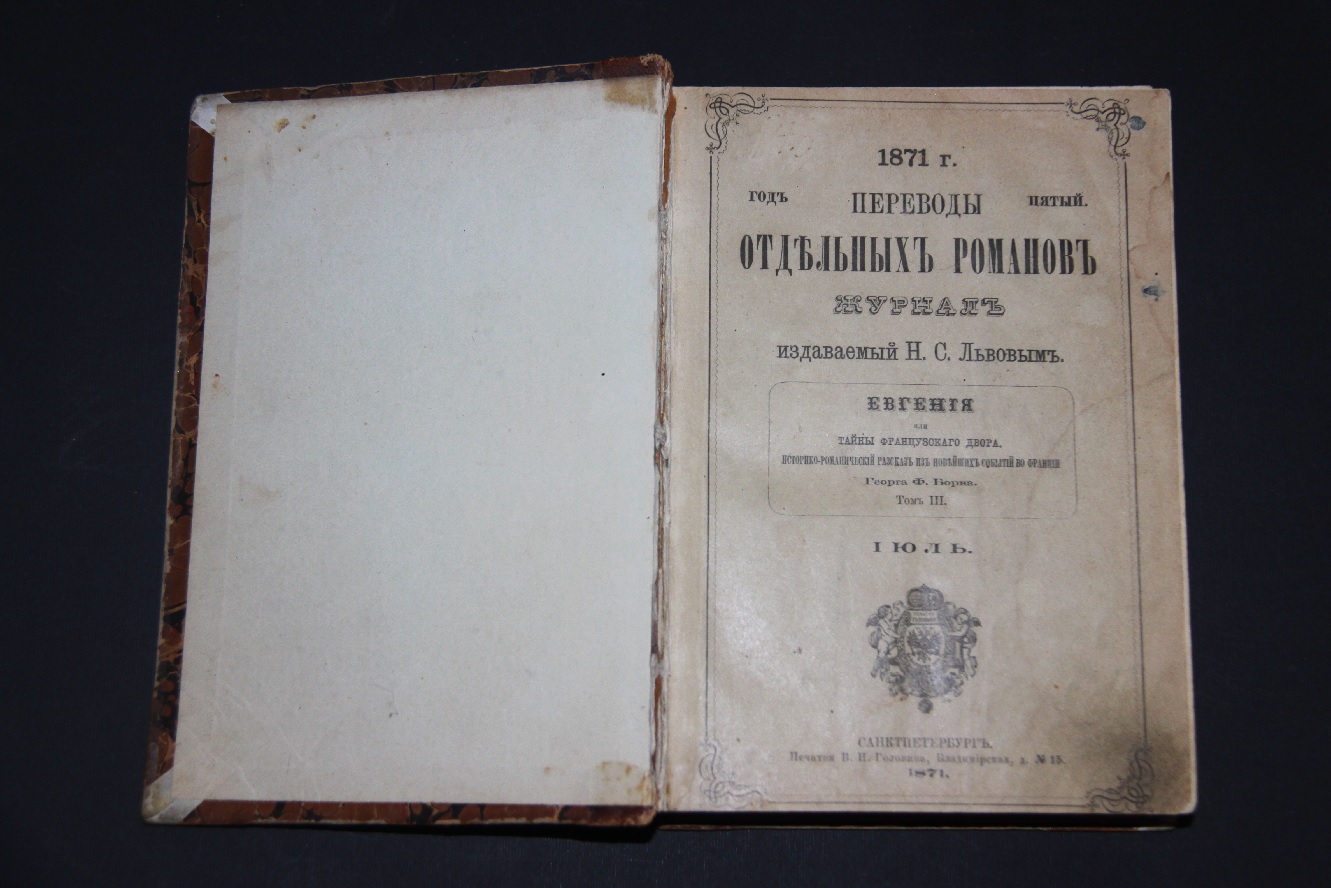 1871 г.
годъ ПЕРЕВОДЫ пятый.
ОТДѢЛЬНЫХЪ РОМАНОВЪ
ЖУРНАЛЪ
издаваемый Н. С. Львовымъ.
ЕВГЕНІЯ
или
ТАЙНЫ ФРАНЦУЗСКАГО ДВОРА.
ИСТОРИКО-РОМАНИЧЕСКІЙ РАЗСКАЗЪ ИЗЪ НОВѢЙШИХЪ СОБЫТІЙ ВО ФРАНЦІИ
Георга Ф. Борна.
Томъ III.
ІЮЛЬ.
САНКТПЕТЕРБУРГЪ.
Печатня В. И. Головина, Владимірская, д. № 15.
1871.